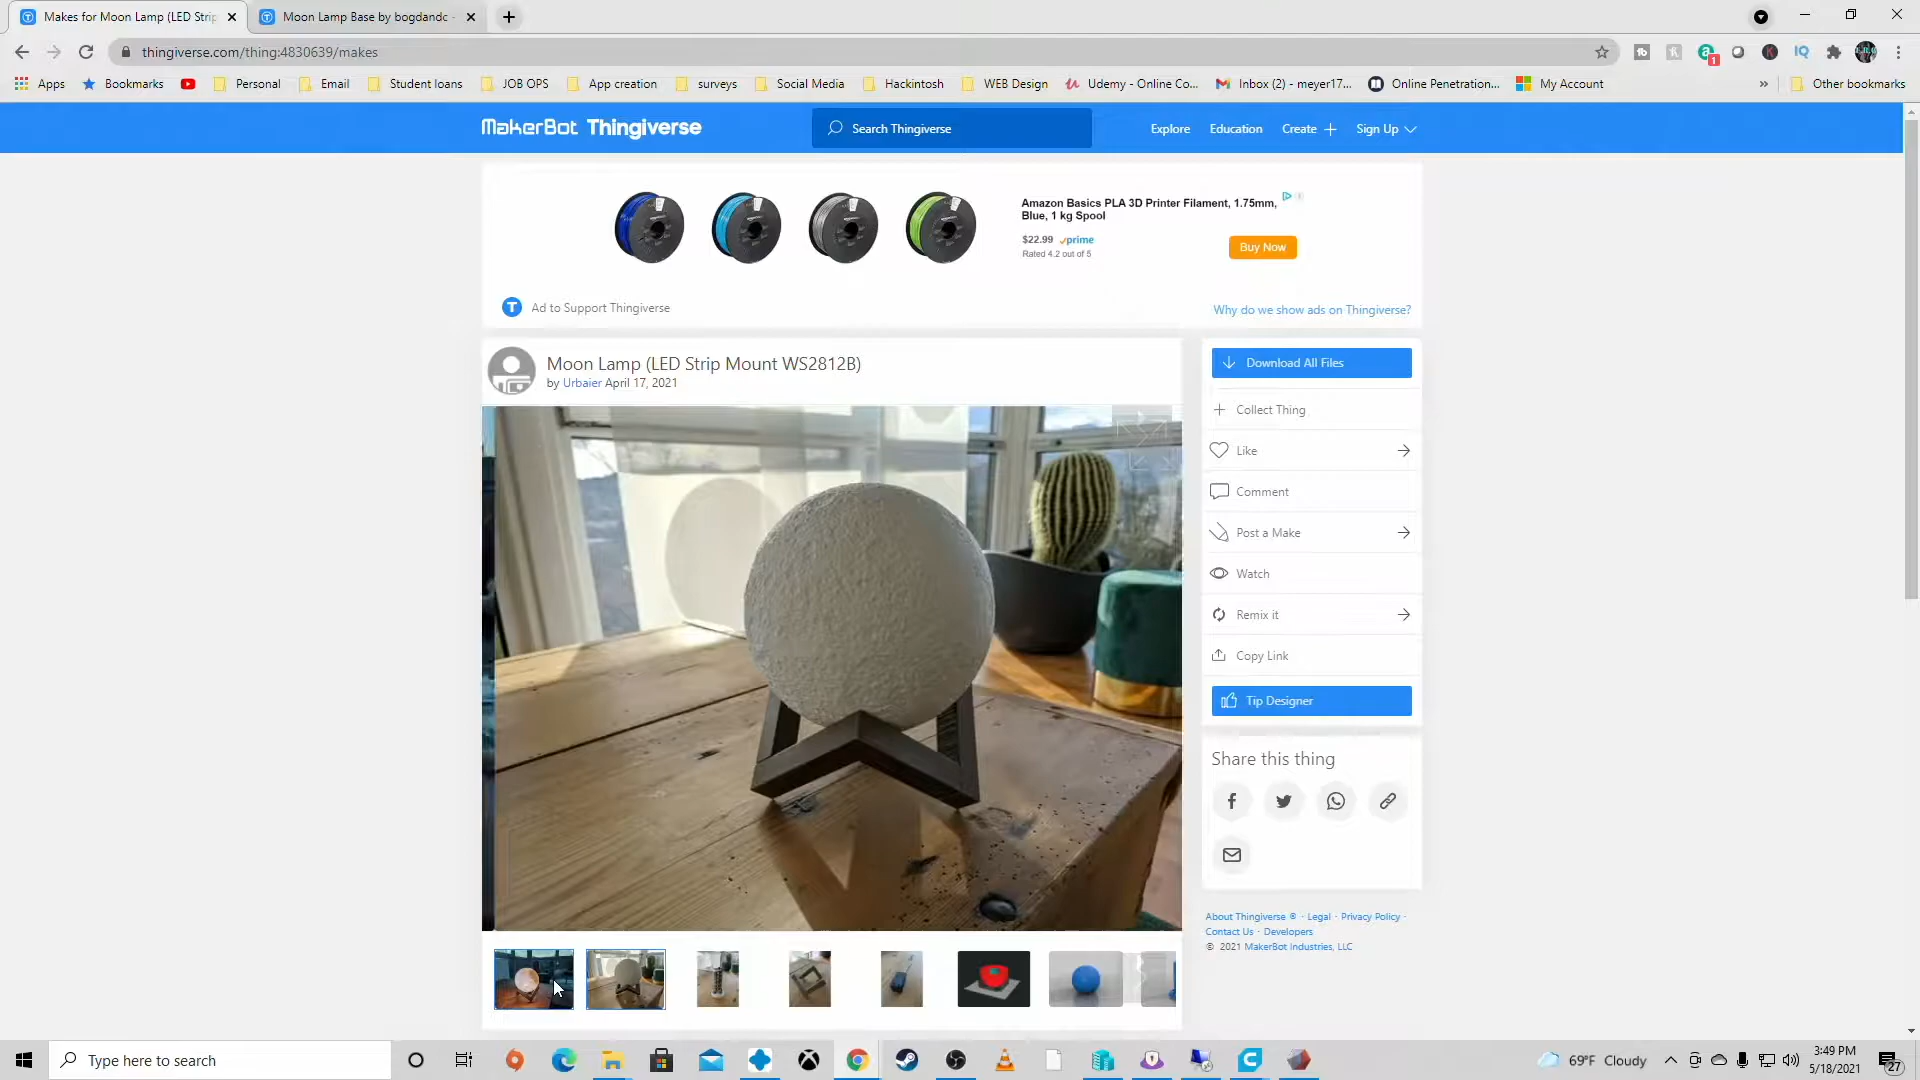 Makes for Moon Lamp (LED Strip
Moon Lamp Base by bogdandc -
thingiverse.com/thing:4830639/makes
Apps
Bookmarks
Personal
Email
Student loans
JOB OPS
App creation
surveys
Social Media
Hackintosh
WEB Design
Udemy - Online Co...
Inbox (2) - meyer17...
Online Penetration...
My Account
»
Other bookmarks
MakerBot Thingiverse
Search Thingiverse
Explore
Education
Create
Sign Up
Amazon Basics PLA 3D Printer Filament, 1.75mm,
Blue, 1 kg Spool
$22.99 prime
Rated 4.2 out of 5
Buy Now
Ad to Support Thingiverse
Why do we show ads on Thingiverse?
Moon Lamp (LED Strip Mount WS2812B)
by Urbaier April 17, 2021
Download All Files
Collect Thing
Like
Comment
Post a Make
Watch
Remix it
Copy Link
Tip Designer
Share this thing
About Thingiverse ® · Legal · Privacy Policy ·
Contact Us · Developers
© 2021 MakerBot Industries, LLC
Type here to search
69°F Cloudy
3:49 PM
5/18/2021
27